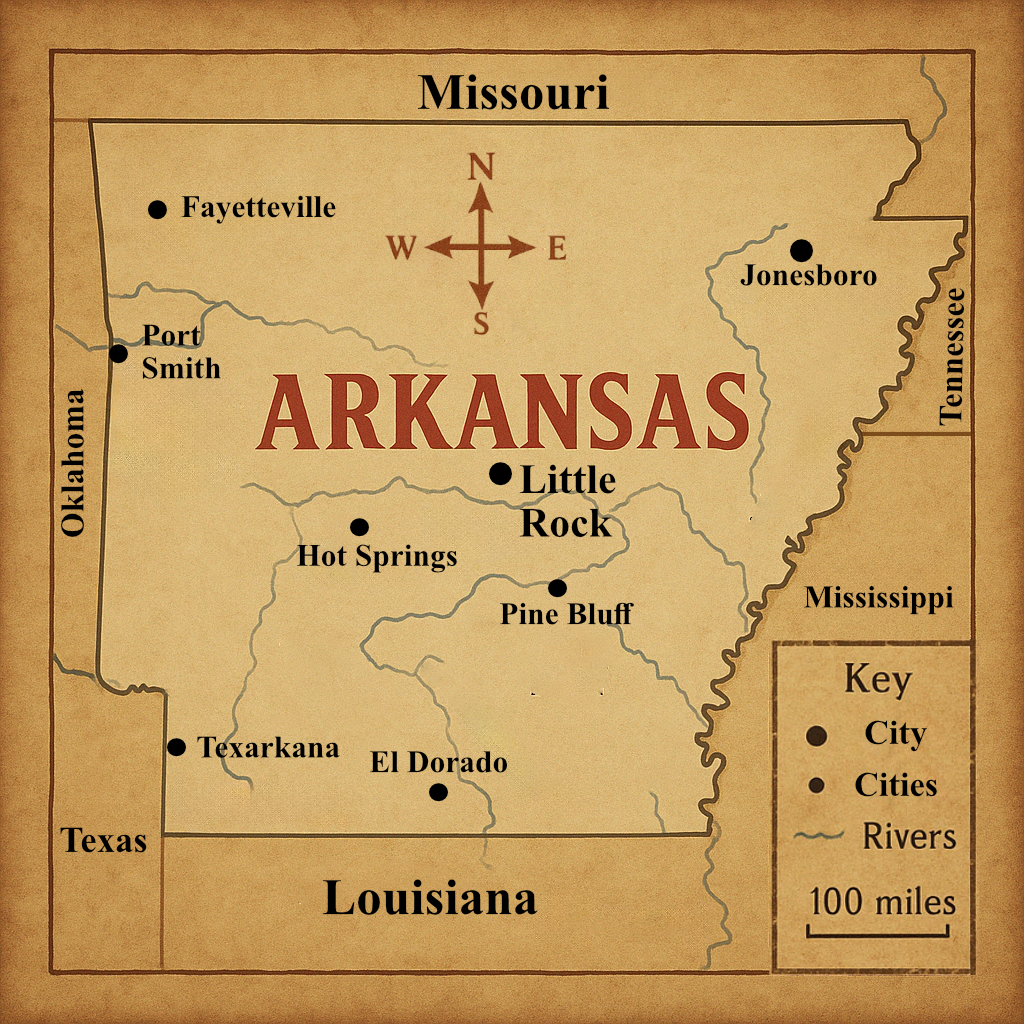 Missouri
N
W
E
S
Fayetteville
Jonesboro
Port
Smith
Tennessee
Oklahoma
ARKANSAS
Little
Rock
Hot Springs
Pine Bluff
Mississippi
Texarkana
El Dorado
Texas
Louisiana
Key
City
Cities
Rivers
100 miles